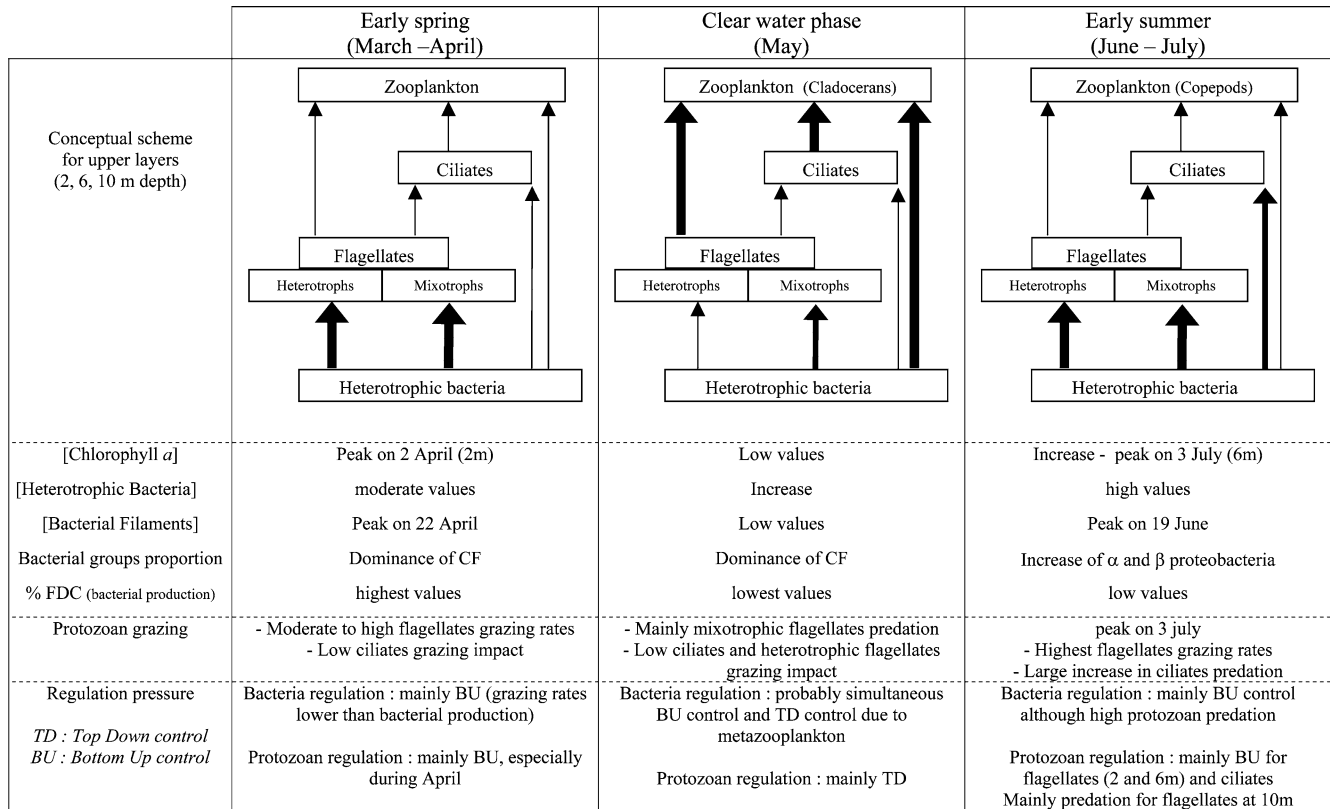 Early spring
(March –April)
Clear water phase
(May)
Early summer
(June – July)
Conceptual scheme
for upper layers
(2, 6, 10 m depth)
Zooplankton
Ciliates
Flagellates
Heterotrophs
Mixotrophs
Heterotrophic bacteria
Zooplankton (Cladocerans)
Ciliates
Flagellates
Heterotrophs
Mixotrophs
Heterotrophic bacteria
Zooplankton (Copepods)
Ciliates
Flagellates
Heterotrophs
Mixotrophs
Heterotrophic bacteria
[Chlorophyll a]
Peak on 2 April (2m)
Low values
Increase - peak on 3 July (6m)
[Heterotrophic Bacteria]
moderate values
Increase
high values
[Bacterial Filaments]
Peak on 22 April
Low values
Peak on 19 June
Bacterial groups proportion
Dominance of CF
Dominance of CF
Increase of α and β proteobacteria
% FDC (bacterial production)
highest values
lowest values
low values
Protozoan grazing
- Moderate to high flagellates grazing rates
- Low ciliates grazing impact
- Mainly mixotrophic flagellates predation
- Low ciliates and heterotrophic flagellates
grazing impact
peak on 3 july
- Highest flagellates grazing rates
- Large increase in ciliates predation
Regulation pressure
TD : Top Down control
BU : Bottom Up control
Bacteria regulation : mainly BU (grazing rates
lower than bacterial production)
Protozoan regulation : mainly BU, especially
during April
Bacteria regulation : probably simultaneous
BU control and TD control due to
metazooplankton
Protozoan regulation : mainly TD
Bacteria regulation : mainly BU control
although high protozoan predation
Protozoan regulation : mainly BU for
flagellates (2 and 6m) and ciliates
Mainly predation for flagellates at 10m